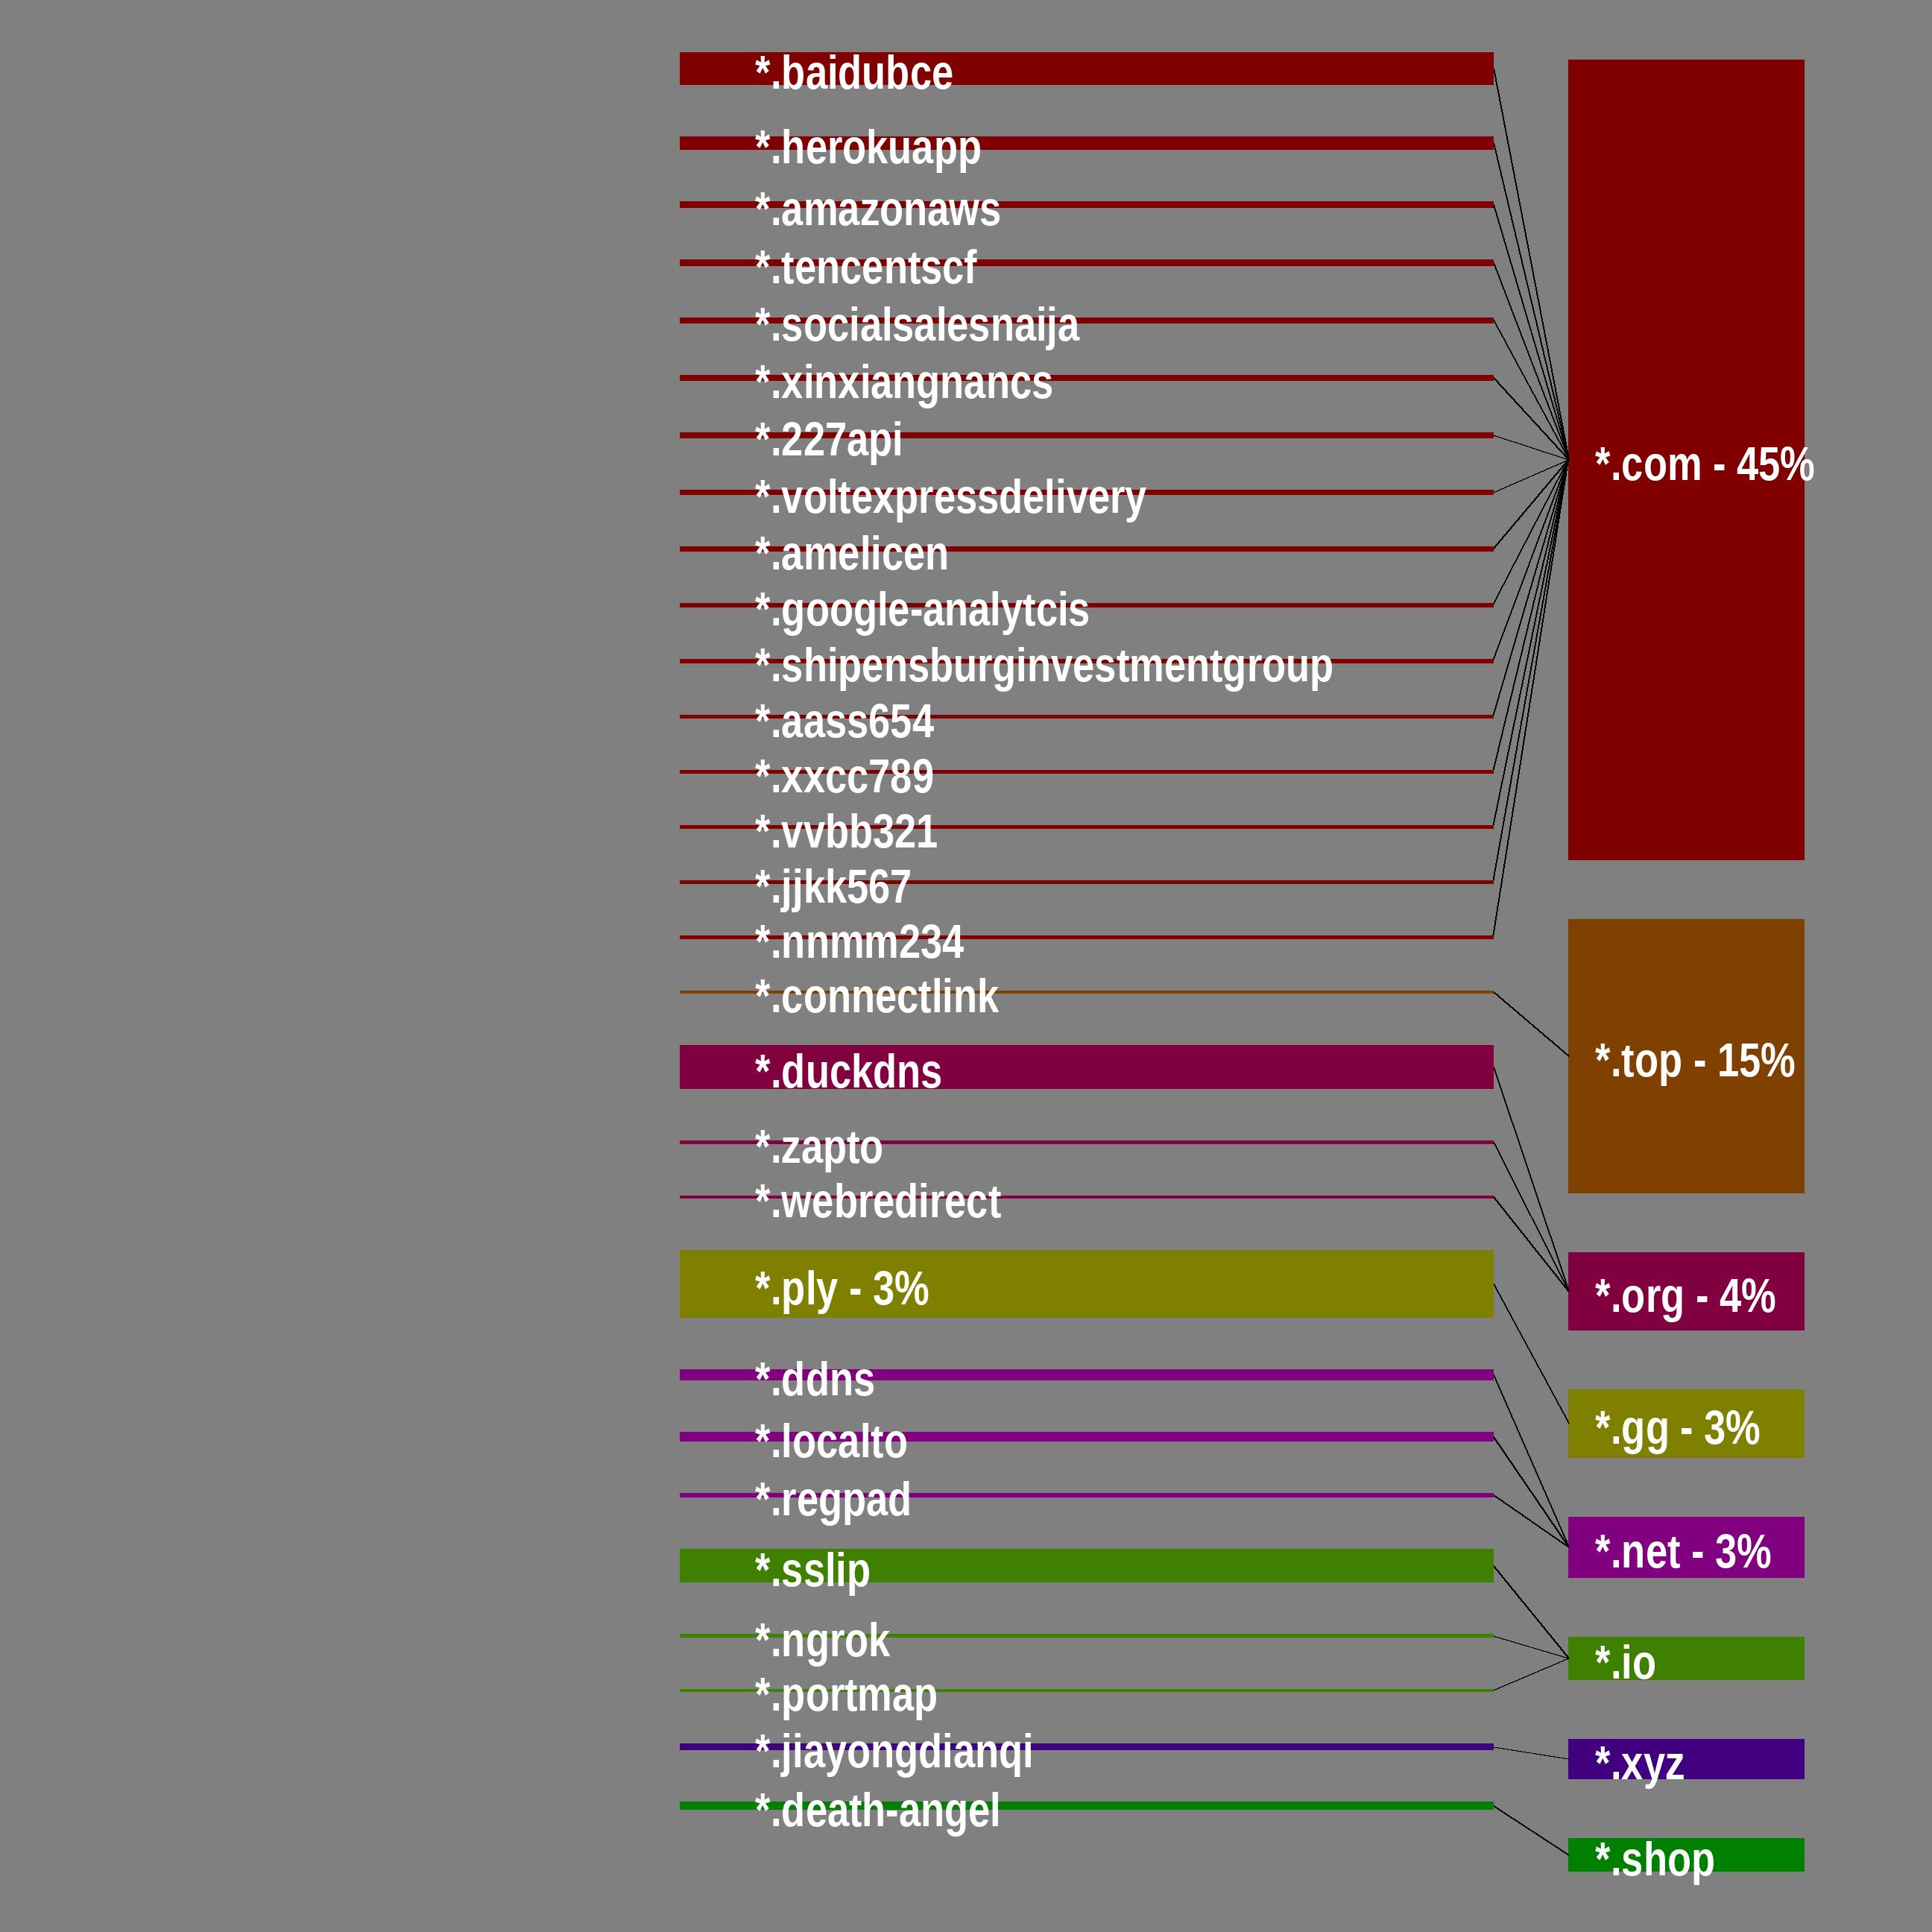 *.baidubce
*.herokuapp
*.amazonaws
*.tencentscf
*.socialsalesnaija
*.xinxiangnancs
*.227api
*.voltexpressdelivery
*.amelicen
*.google-analytcis
*.shipensburginvestmentgroup
*.aass654
*.xxcc789
*.vvbb321
*.jjkk567
*.nnmm234
*.connectlink
*.duckdns
*.zapto
*.webredirect
*.ply - 3%
*.ddns
*.localto
*.regpad
*.sslip
*.ngrok
*.portmap
*.jiayongdianqi
*.death-angel
*.com - 45%
*.top - 15%
*.org - 4%
*.gg - 3%
*.net - 3%
*.io
*.xyz
*.shop